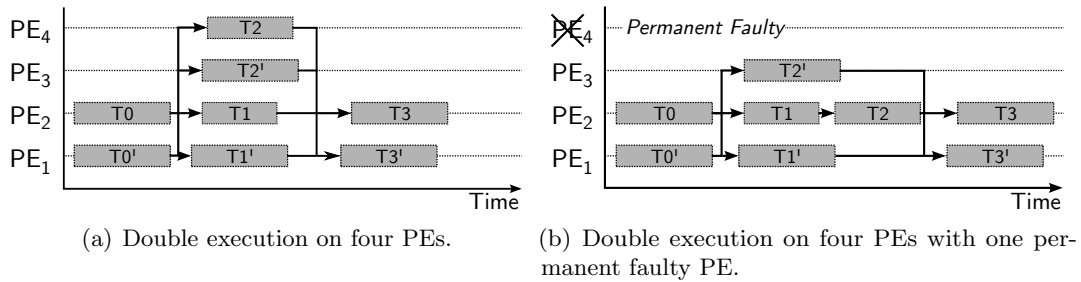 PE4 T2
PE3 T2'
PE2 T0 T1 T3
PE1 T0' T1' T3'
Time
(a) Double execution on four PEs.
PE4 Permanent Faulty
PE3 T2'
PE2 T0 T1 T2 T3
PE1 T0' T1' T3'
Time
(b) Double execution on four PEs with one per-
manent faulty PE.